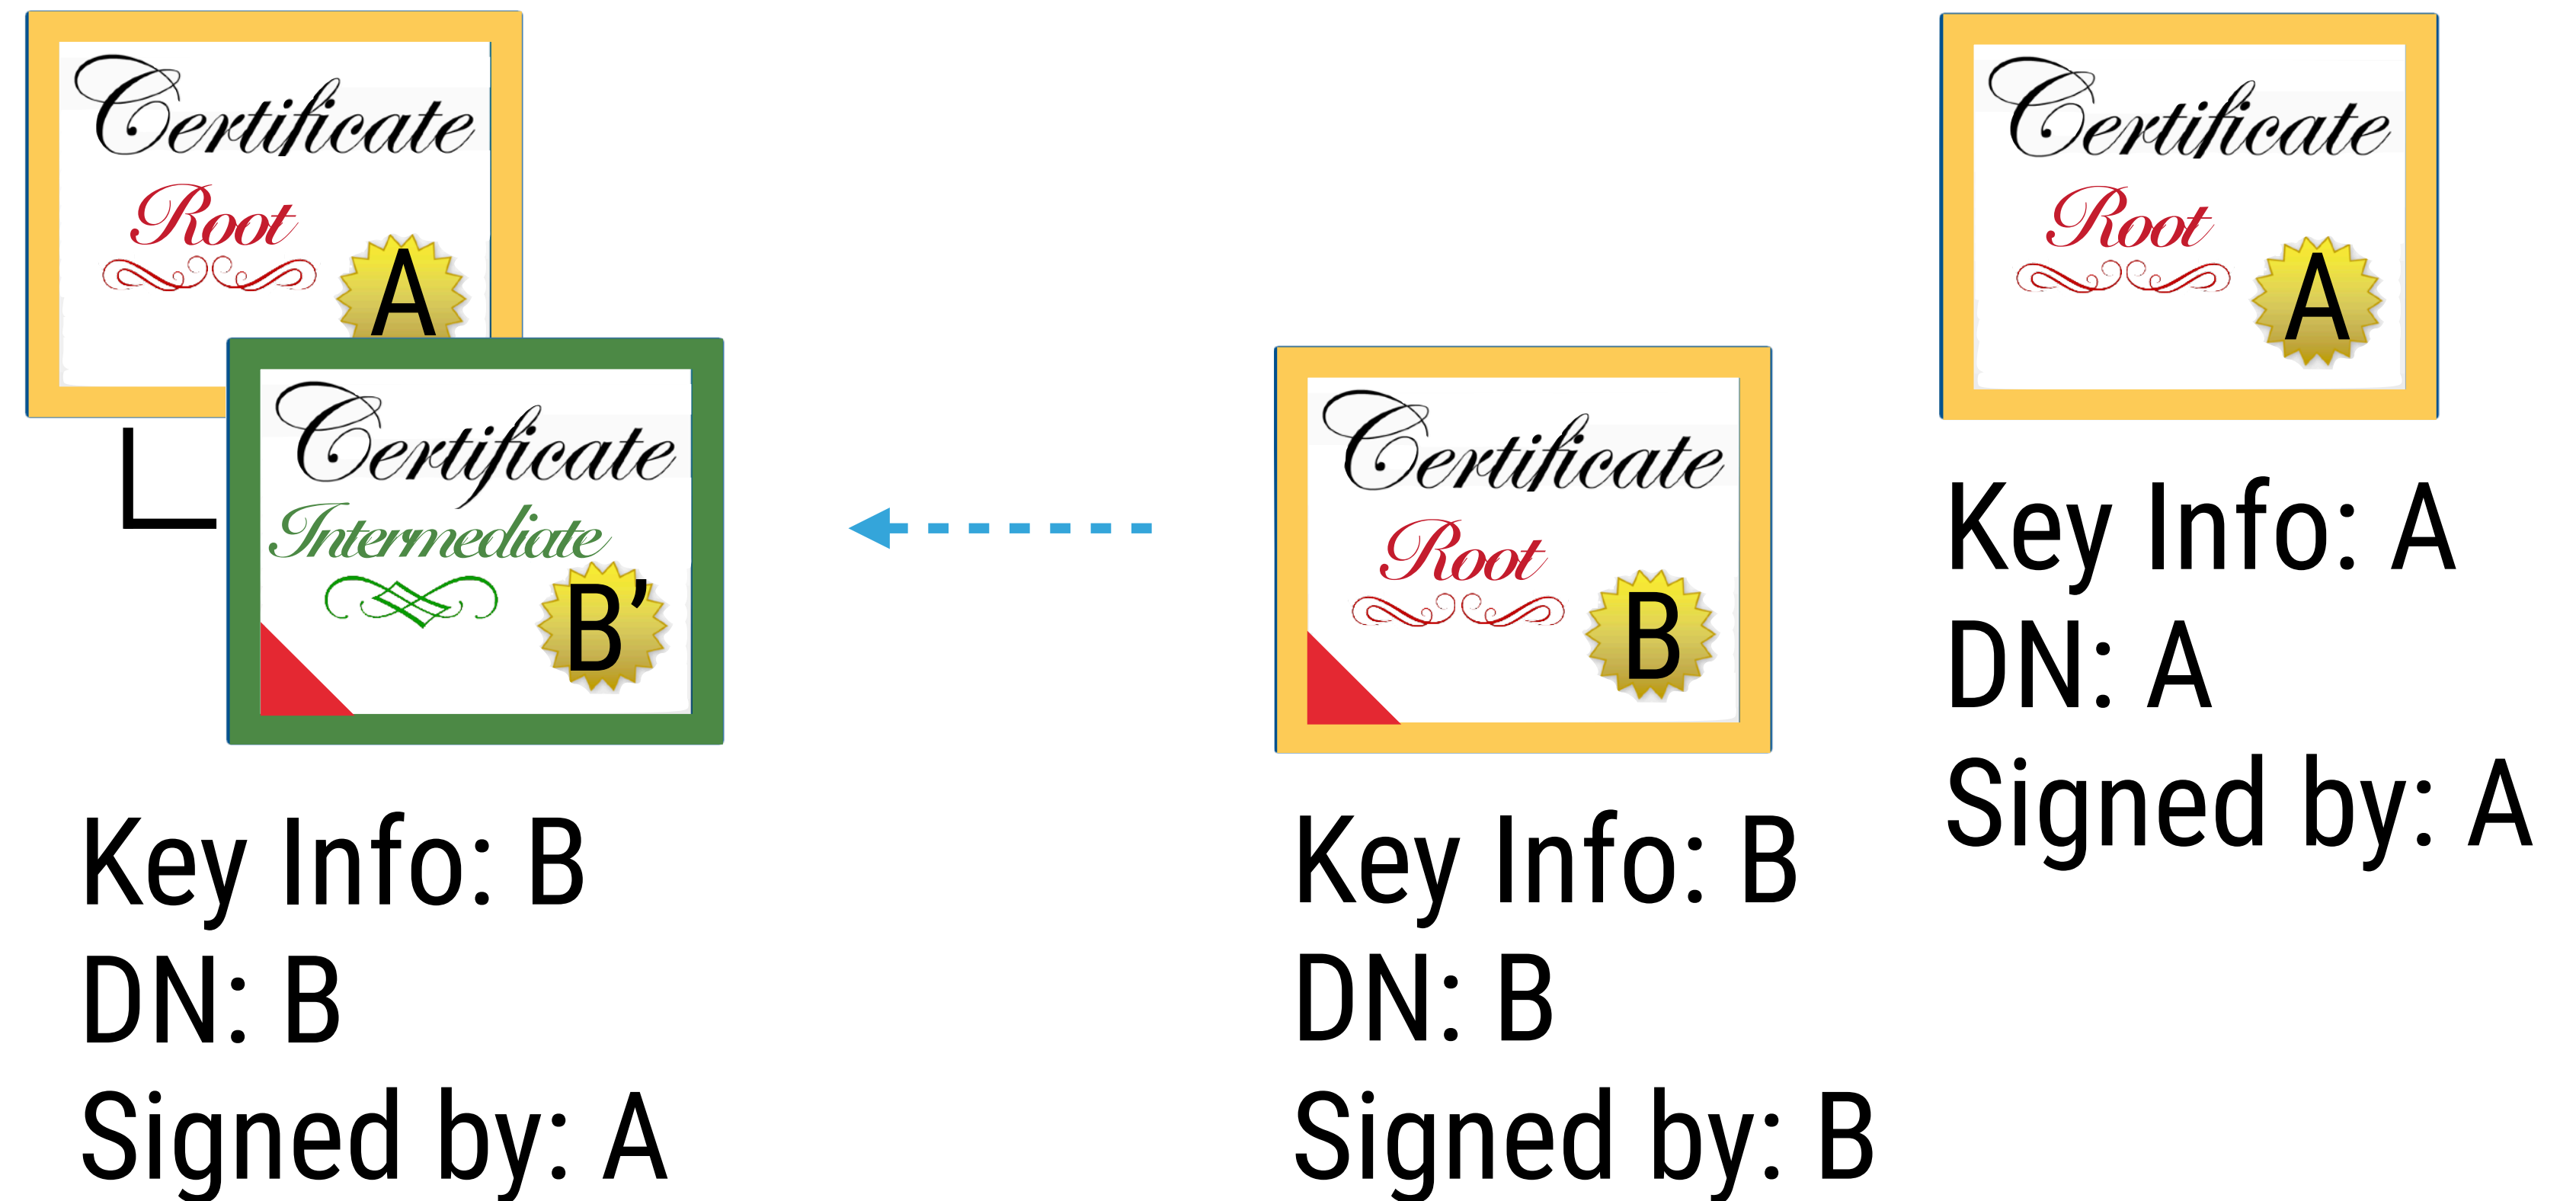 Certificate
Root
A
Certificate
Intermediate
B’
Key Info: B
DN: B
Signed by: A
Certificate
Root
B
Key Info: B
DN: B
Signed by: B
Certificate
Root
A
Key Info: A
DN: A
Signed by: A